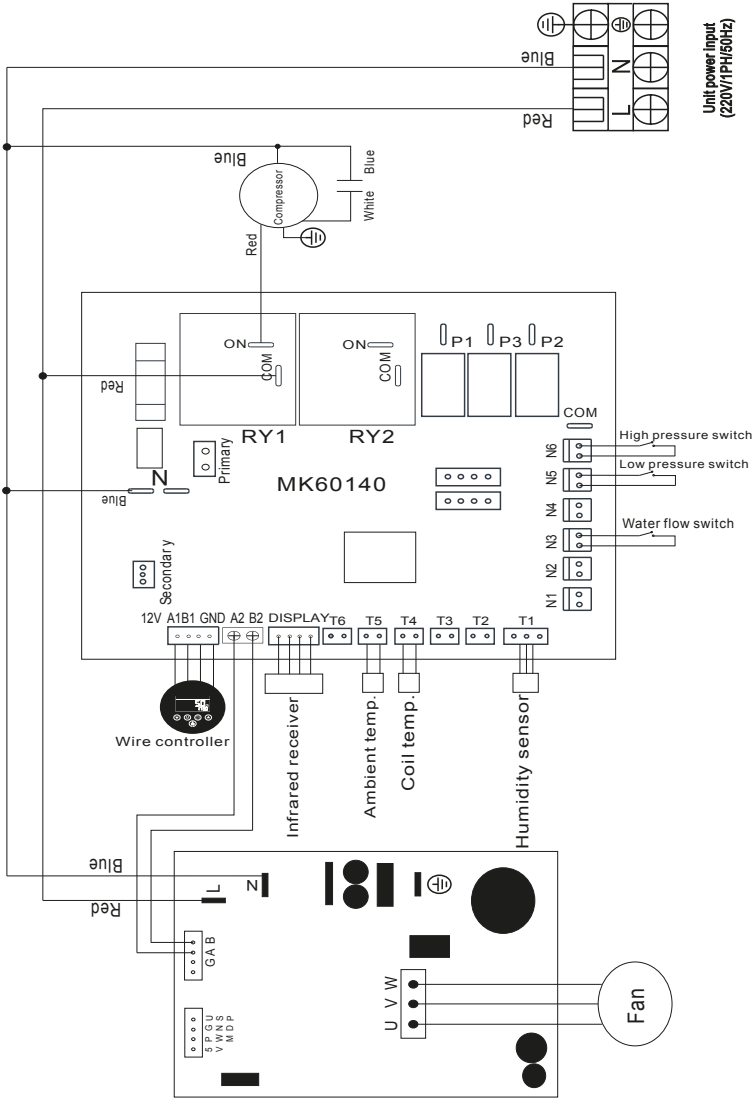 Unit power input
(220V/1PH/50Hz)
Blue
Red
L N
Blue
Compressor
Blue
White
Red
Red
ON
COM
RY1
ON
COM
RY2
P1
P3
P2
COM
Primary
N
Blue
MK60140
N6
High pressure switch
N5
Low pressure switch
N4
N3
Water flow switch
N2
N1
Secondary
12V A1B1 GND A2 B2 DISPLAY
T6
T5
T4
T3
T2
T1
Wire controller
Infrared receiver
Ambient temp.
Coil temp.
Humidity sensor
Blue
Red
L
N
G A B
5 P G U
V W N S
M D P
U V W
Fan